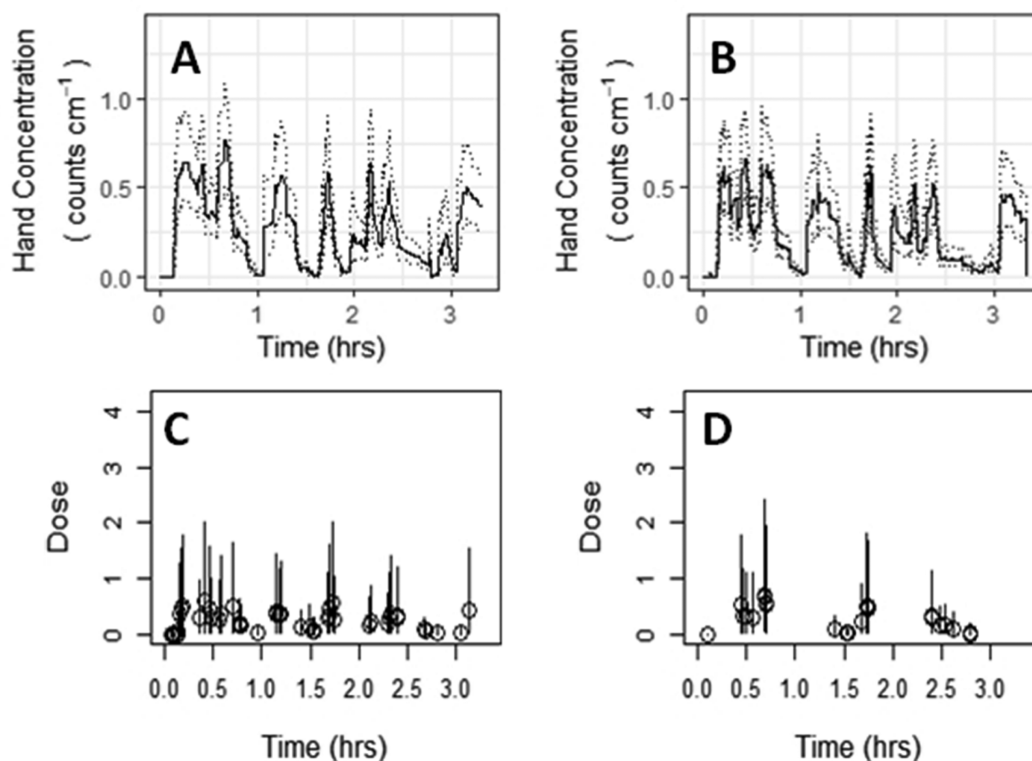 A
Hand Concentration
( counts cm⁻¹ )
1.0
0.5
0.0
0 1 2 3
Time (hrs)
B
Hand Concentration
( counts cm⁻¹ )
1.0
0.5
0.0
0 1 2 3
Time (hrs)
C
Dose
4
3
2
1
0
0.0 0.5 1.0 1.5 2.0 2.5 3.0
Time (hrs)
D
Dose
4
3
2
1
0
0.0 0.5 1.0 1.5 2.0 2.5 3.0
Time (hrs)